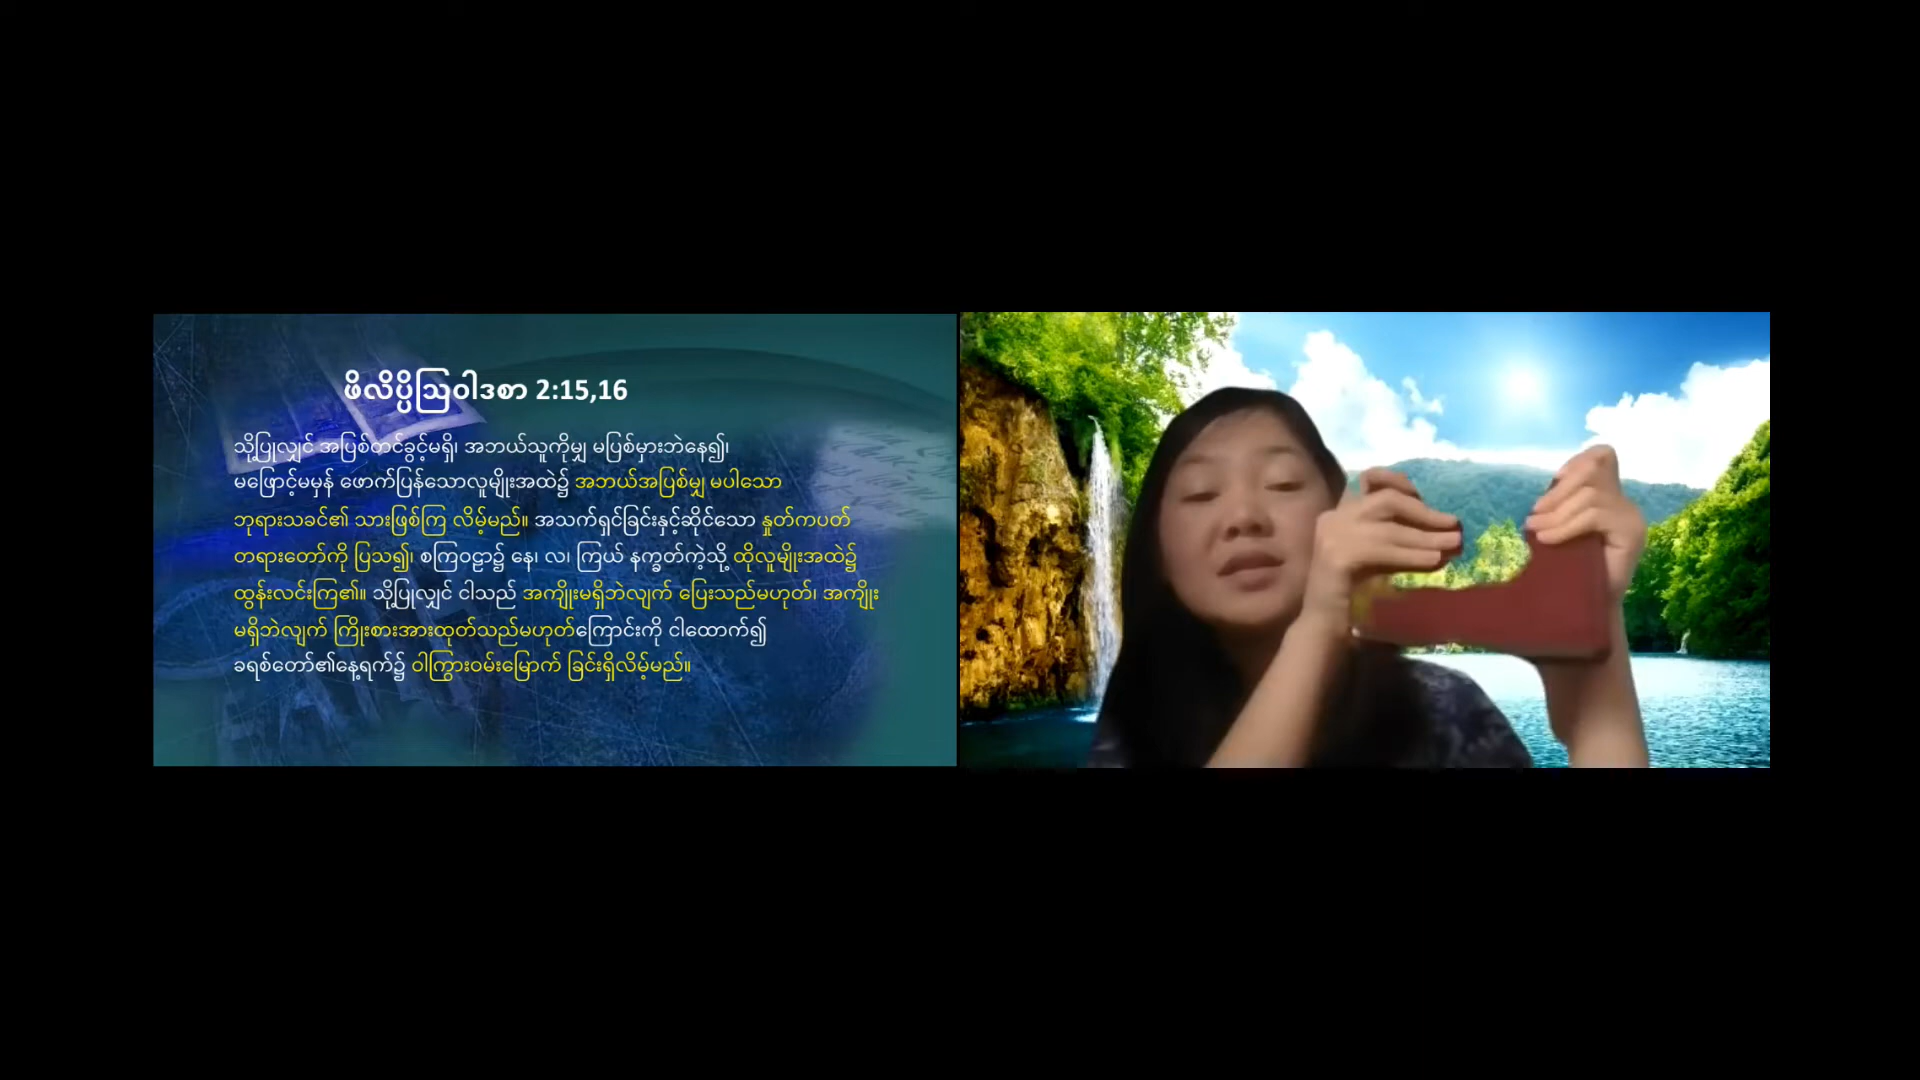 ဖိလိပ္ပိဩဝါဒစာ 2:15,16
သို့ပြုလျှင် အပြစ်တင်ခွင့်မရှိ၊ အဘယ်သူကိုမျှ မပြစ်မှားဘဲနေ၍၊
မဖြောင့်မမှန် ဖောက်ပြန်သောလူမျိုးအထဲ၌ အဘယ်အပြစ်မျှ မပါသော
ဘုရားသခင်၏ သားဖြစ်ကြ လိမ့်မည်။ အသက်ရှင်ခြင်းနှင့်ဆိုင်သော နှုတ်ကပတ်
တရားတော်ကို ပြသ၍၊ စကြဝဠာ၌ နေ၊ လ၊ ကြယ် နက္ခတ်ကဲ့သို့ ထိုလူမျိုးအထဲ၌
ထွန်းလင်းကြ၏။ သို့ပြုလျှင် ငါသည် အကျိုးမရှိဘဲလျက် ပြေးသည်မဟုတ်၊ အကျိုး
မရှိဘဲလျက် ကြိုးစားအားထုတ်သည်မဟုတ်ကြောင်းကို ငါထောက်၍
ခရစ်တော်၏နေ့ရက်၌ ဝါကြွားဝမ်းမြောက် ခြင်းရှိလိမ့်မည်။